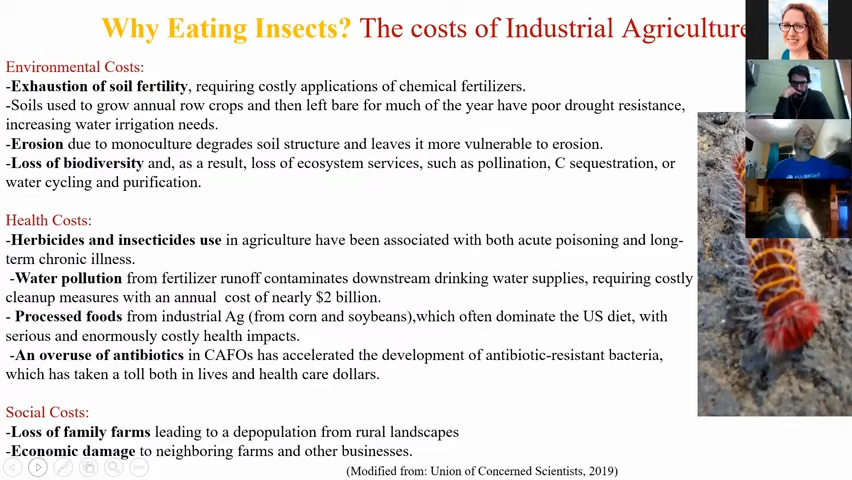 Why Eating Insects? The costs of Industrial Agriculture
Environmental Costs:
-Exhaustion of soil fertility, requiring costly applications of chemical fertilizers.
-Soils used to grow annual row crops and then left bare for much of the year have poor drought resistance,
increasing water irrigation needs.
-Erosion due to monoculture degrades soil structure and leaves it more vulnerable to erosion.
-Loss of biodiversity and, as a result, loss of ecosystem services, such as pollination, C sequestration, or
water cycling and purification.
Health Costs:
-Herbicides and insecticides use in agriculture have been associated with both acute poisoning and long-
term chronic illness.
-Water pollution from fertilizer runoff contaminates downstream drinking water supplies, requiring costly
cleanup measures with an annual cost of nearly $2 billion.
- Processed foods from industrial Ag (from corn and soybeans),which often dominate the US diet, with
serious and enormously costly health impacts.
-An overuse of antibiotics in CAFOs has accelerated the development of antibiotic-resistant bacteria,
which has taken a toll both in lives and health care dollars.
Social Costs:
-Loss of family farms leading to a depopulation from rural landscapes
-Economic damage to neighboring farms and other businesses.
(Modified from: Union of Concerned Scientists, 2019)
FULBRIGHT